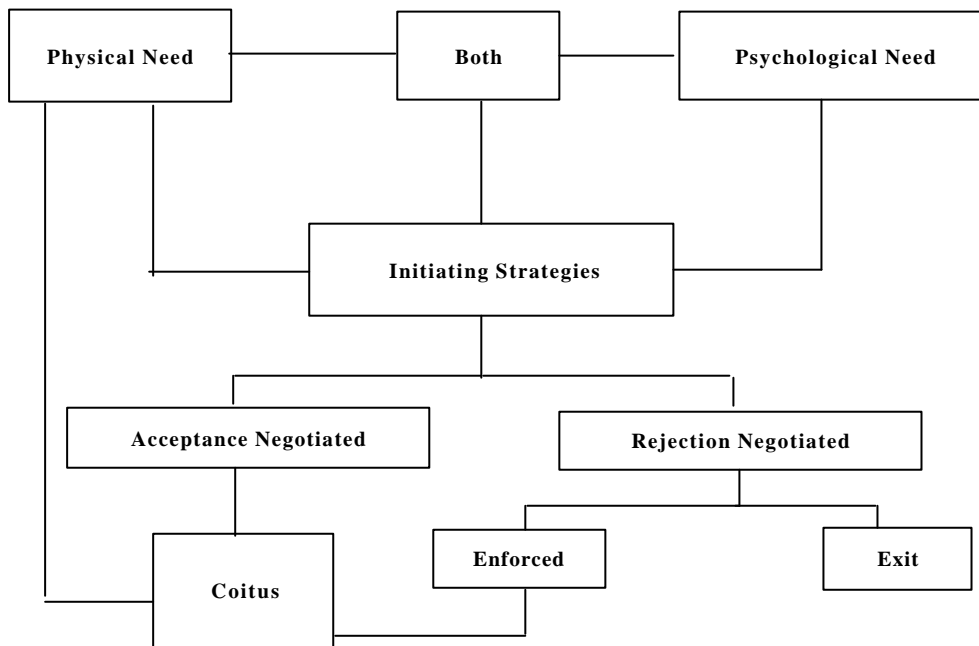 Physical Need
Both
Psychological Need
Initiating Strategies
Acceptance Negotiated
Rejection Negotiated
Enforced
Exit
Coitus